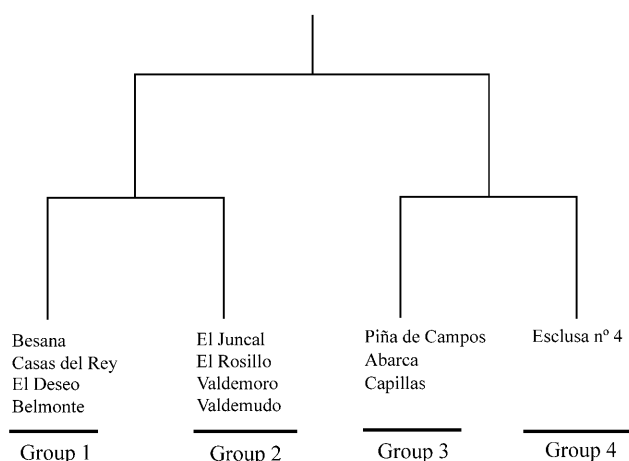 Besana
Casas del Rey
El Deseo
Belmonte
Group 1
El Juncal
El Rosillo
Valdemoro
Valdemudo
Group 2
Piña de Campos
Abarca
Capillas
Group 3
Esclusa nº 4
Group 4